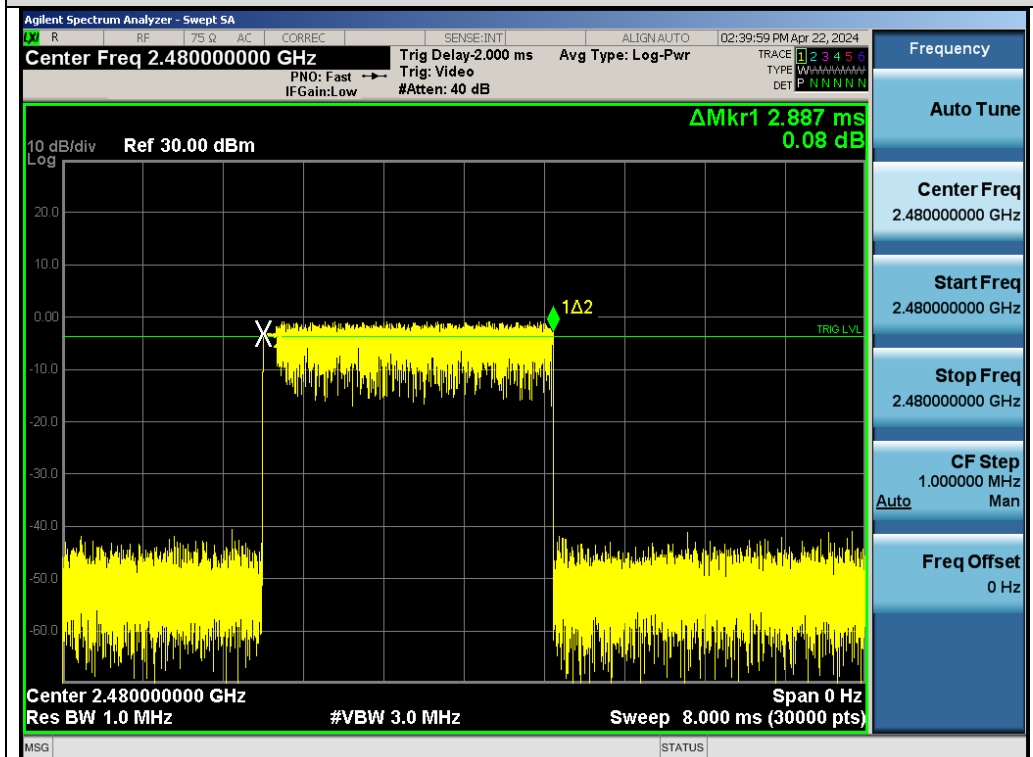 Agilent Spectrum Analyzer - Swept SA
LXI R RF 75 Ω AC CORREC SENSE:INT ALIGN AUTO 02:39:59 PM Apr 22, 2024
Center Freq 2.480000000 GHz
PNO: Fast
IFGain:Low
Trig Delay-2.000 ms
Trig: Video
#Atten: 40 dB
Avg Type: Log-Pwr
TRACE 1 2 3 4 5 6
TYPE WWWWWW
DET P N N N N N
ΔMkr1 2.887 ms
0.08 dB
10 dB/div Ref 30.00 dBm
Log
20.0
10.0
0.00
-10.0
-20.0
-30.0
-40.0
-50.0
-60.0
1Δ2
TRIG LVL
Center 2.480000000 GHz Span 0 Hz
Res BW 1.0 MHz #VBW 3.0 MHz Sweep 8.000 ms (30000 pts)
MSG STATUS
Frequency
Auto Tune
Center Freq
2.480000000 GHz
Start Freq
2.480000000 GHz
Stop Freq
2.480000000 GHz
CF Step
1.000000 MHz
Auto Man
Freq Offset
0 Hz